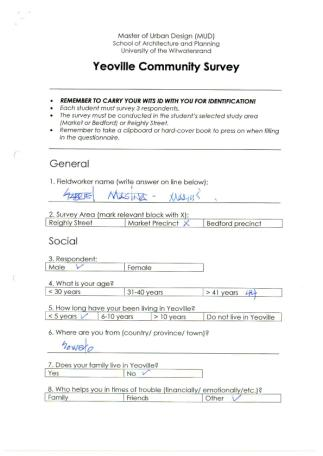 Master of Urban Design (MUD)
School of Architecture and Planning
University of the Witwatersrand
Yeoville Community Survey
• REMEMBER TO CARRY YOUR WITS ID WITH YOU FOR IDENTIFICATION!
• Each student must survey 3 respondents.
• The survey must be conducted in the student's selected study area
(Market or Bedford) or Raleigh Street.
• Remember to take a clipboard or hard-cover book to press on when filling
in the questionnaire.
General
1. Fieldworker name (write answer on line below):
2. Survey Area (mark relevant block with X):
Reighly Street Market Precinct X Bedford precinct
Social
3. Respondent:
Male ✓ Female
4. What is your age?
< 30 years 31-40 years > 41 years
5. How long have your been living in Yeoville?
< 5 years ✓ 6-10 years > 10 years Do not live in Yeoville
6. Where are you from (country/ province/ town)?
Soweto
7. Does your family live in Yeoville?
Yes No ✓
8. Who helps you in times of trouble (financially/ emotionally/etc.)?
Family Friends Other ✓